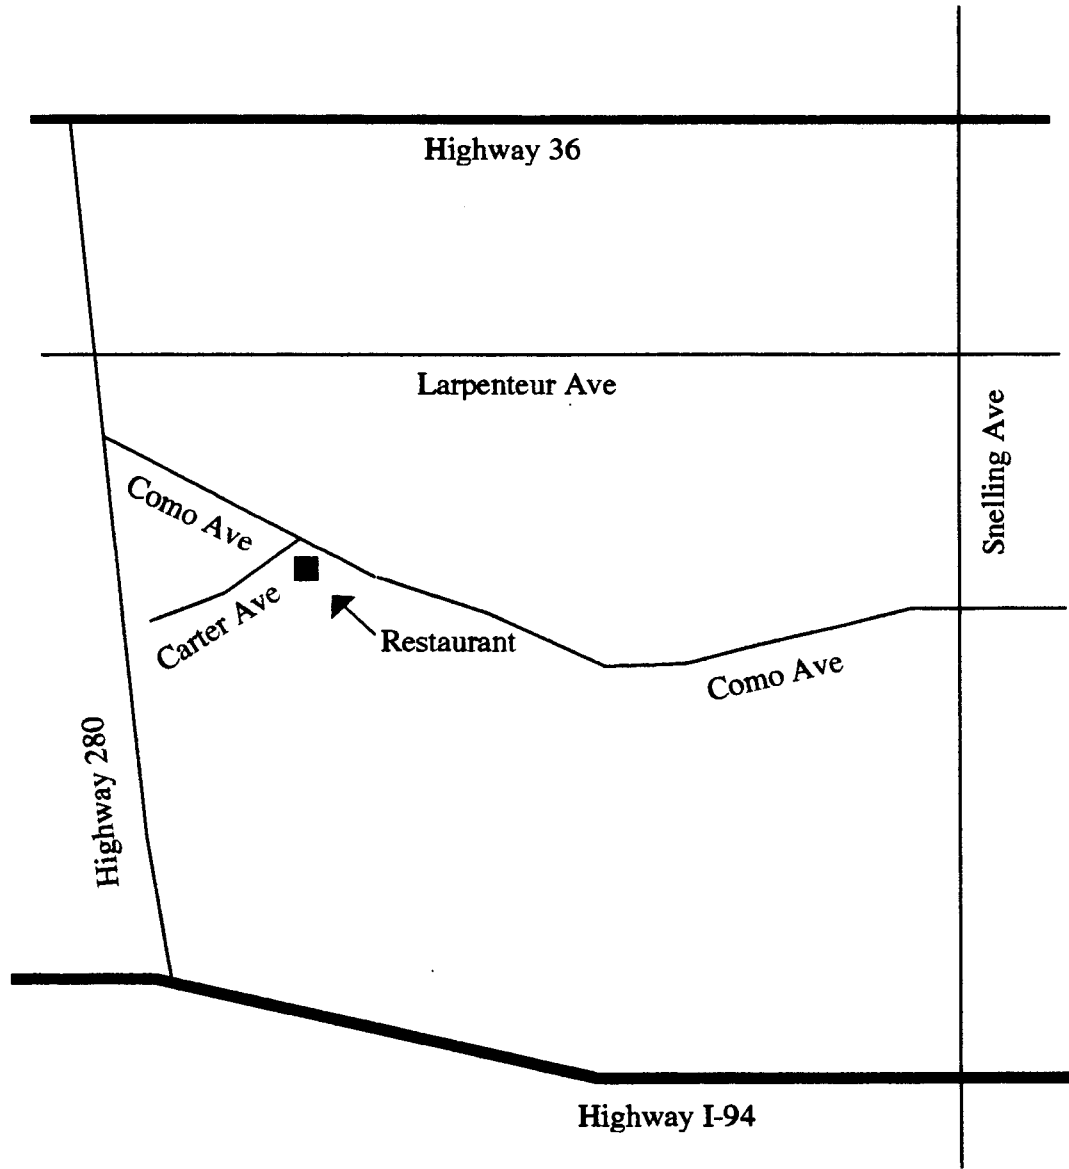 Highway 36
Larpenteur Ave
Snelling Ave
Como Ave
Carter Ave
Restaurant
Como Ave
Highway 280
Highway I-94